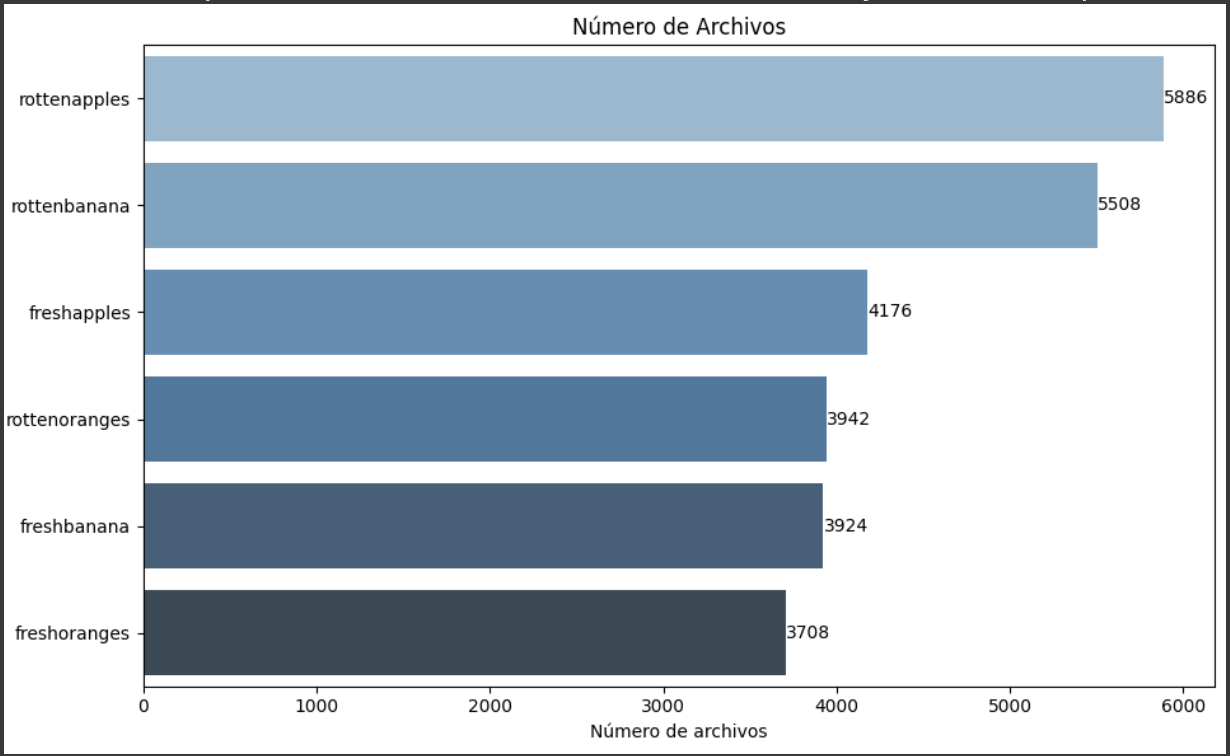 Número de Archivos
rottenapples
5886
rottenbanana
5508
freshapples
4176
rottenoranges
3942
freshbanana
3924
freshoranges
3708
0 1000 2000 3000 4000 5000 6000
Número de archivos